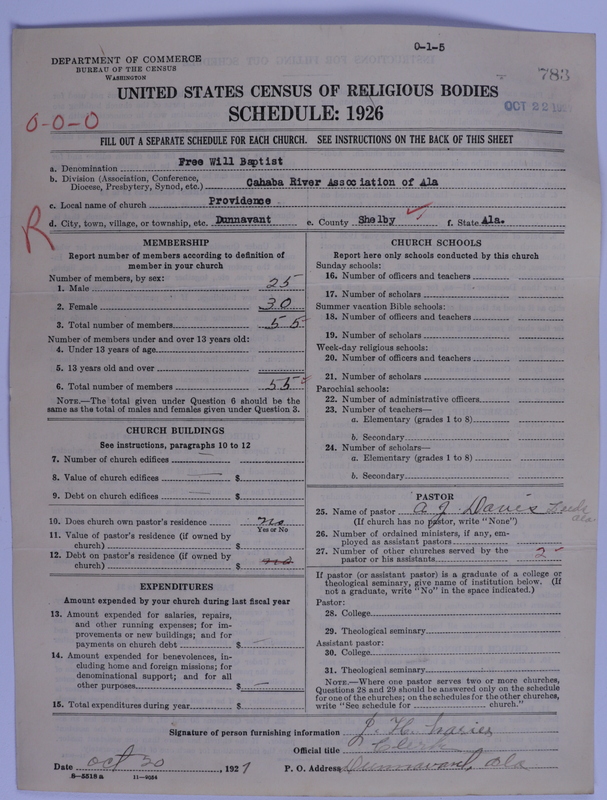 0-1-5
DEPARTMENT OF COMMERCE
BUREAU OF THE CENSUS
WASHINGTON
783
UNITED STATES CENSUS OF RELIGIOUS BODIES
OCT 22
SCHEDULE: 1926
0-0-0
FILL OUT A SEPARATE SCHEDULE FOR EACH CHURCH. SEE INSTRUCTIONS ON THE BACK OF THIS SHEET
a. Denomination Free Will Baptist
b. Division (Association, Conference, Diocese, Presbytery, Synod, etc.) Cahaba River Association of Ala
c. Local name of church Providence
R
d. City, town, village, or township, etc. Dunnavant e. County Shelby f. State Ala.
MEMBERSHIP
Report number of members according to definition of
member in your church
Number of members, by sex:
1. Male 25
2. Female 30
3. Total number of members 55
Number of members under and over 13 years old:
4. Under 13 years of age
5. 13 years old and over
6. Total number of members 55
NOTE.—The total given under Question 6 should be
same as the total of males and females given under Question 3.
CHURCH BUILDINGS
See instructions, paragraphs 10 to 12
7. Number of church edifices
8. Value of church edifices $
9. Debt on church edifices $
10. Does church own pastor's residence no
Yes or No
11. Value of pastor's residence (if owned by
church) $
12. Debt on pastor's residence (if owned by
church) $ no
EXPENDITURES
Amount expended by your church during last fiscal year
13. Amount expended for salaries, repairs,
and other running expenses; for im-
provements or new buildings; and for
payments on church debt $
14. Amount expended for benevolences, in-
cluding home and foreign missions; for
denominational support; and for all
other purposes $
15. Total expenditures during year $
CHURCH SCHOOLS
Report here only schools conducted by this church
Sunday schools:
16. Number of officers and teachers
17. Number of scholars
Summer vacation Bible schools:
18. Number of officers and teachers
19. Number of scholars
Week-day religious schools:
20. Number of officers and teachers
21. Number of scholars
Parochial schools:
22. Number of administrative officers
23. Number of teachers—
a. Elementary (grades 1 to 8)
b. Secondary
24. Number of scholars—
a. Elementary (grades 1 to 8)
b. Secondary
PASTOR
25. Name of pastor A. J. Davis Leeds Ala
(If church has no pastor, write "None")
26. Number of ordained ministers, if any, em-
ployed as assistant pastors
27. Number of other churches served by the
pastor or his assistants 2
If pastor (or assistant pastor) is a graduate of a college or
theological seminary, give name of institution below. (If
not a graduate, write "No" in the space indicated.)
Pastor:
28. College
29. Theological seminary
Assistant pastor:
30. College
31. Theological seminary
NOTE.—Where one pastor serves two or more churches,
Questions 28 and 29 should be answered only on the schedule
for one of the churches; on the schedules for the other churches,
write "See schedule for church."
Signature of person furnishing information J. H.
Official title Clerk
Date Oct 20, 1927 P. O. Address Dunnavant, Ala
8-5518 a 11-9054